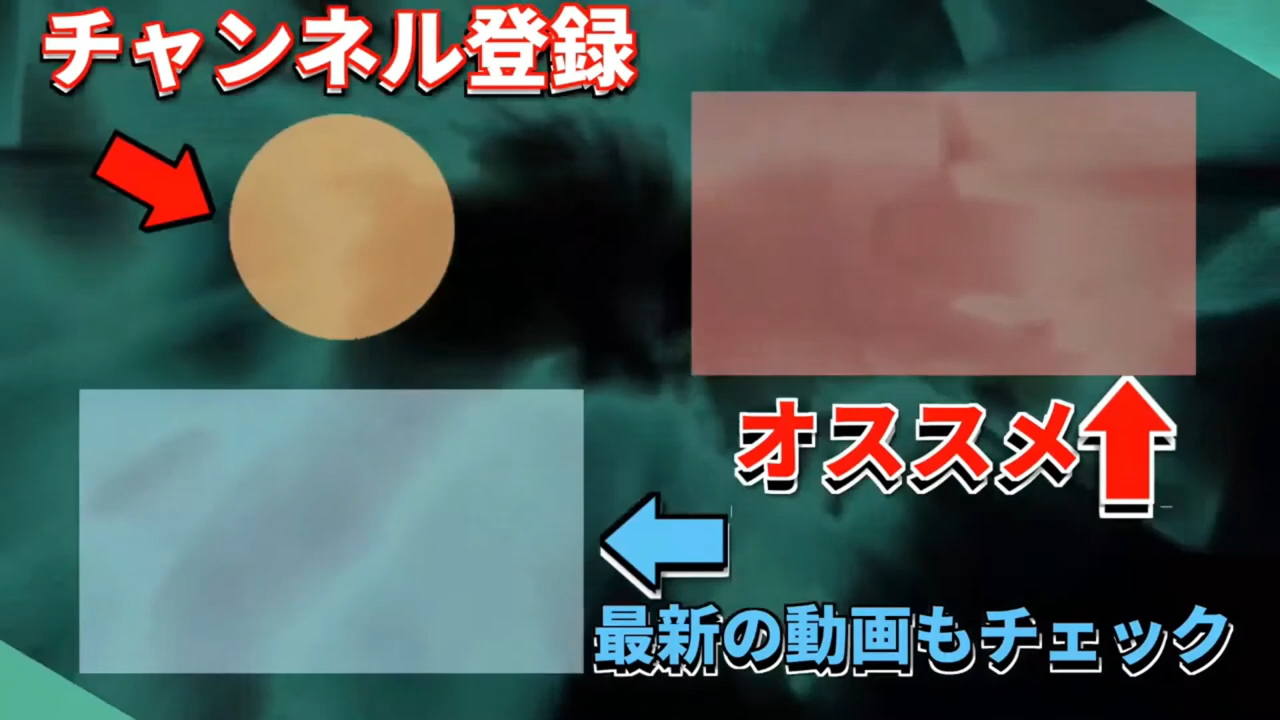 チャンネル登録
オススメ
最新の動画もチェック